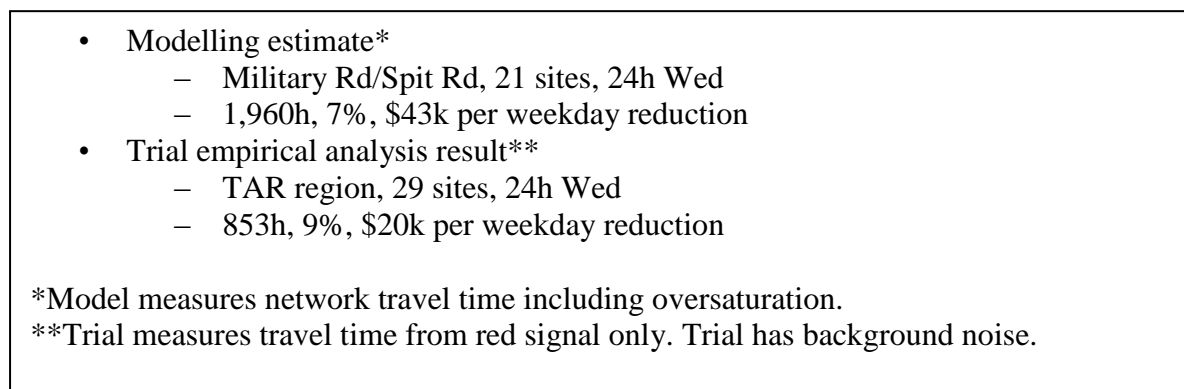 • Modelling estimate*
– Military Rd/Spit Rd, 21 sites, 24h Wed
– 1,960h, 7%, $43k per weekday reduction
• Trial empirical analysis result**
– TAR region, 29 sites, 24h Wed
– 853h, 9%, $20k per weekday reduction
*Model measures network travel time including oversaturation.
**Trial measures travel time from red signal only. Trial has background noise.